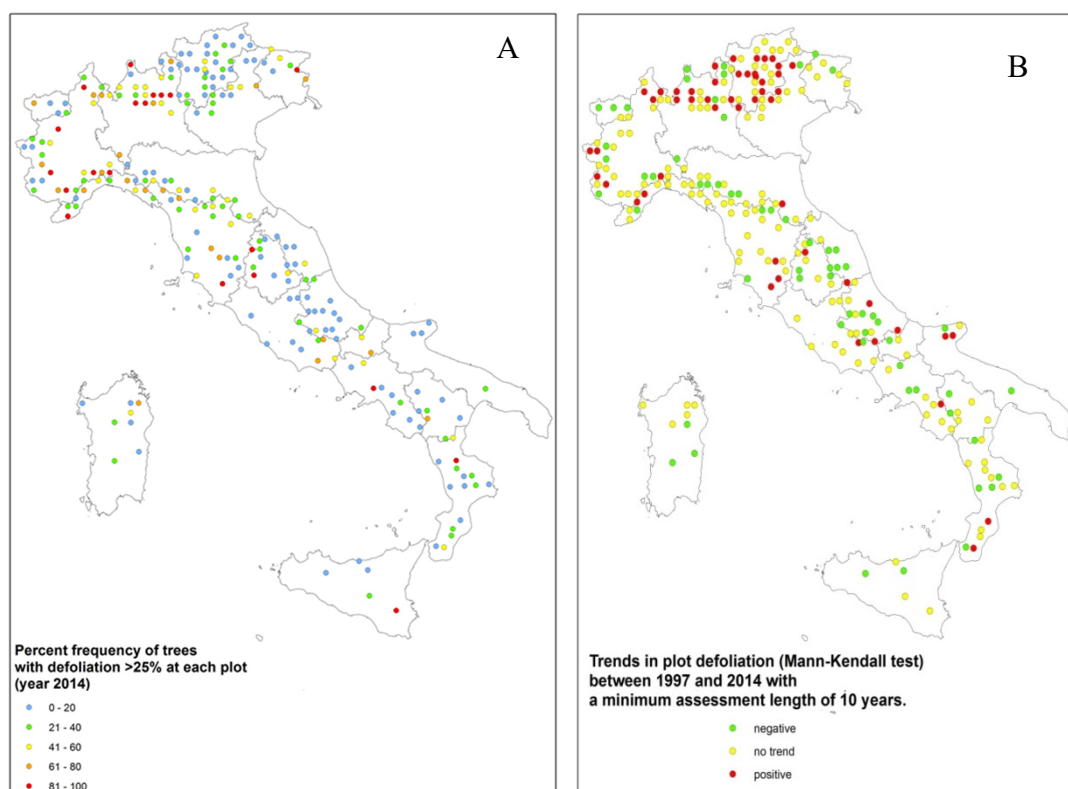 A
Percent frequency of trees
with defoliation >25% at each plot
(year 2014)
0 - 20
21 - 40
41 - 60
61 - 80
81 - 100
B
Trends in plot defoliation (Mann-Kendall test)
between 1997 and 2014 with
a minimum assessment length of 10 years.
negative
no trend
positive